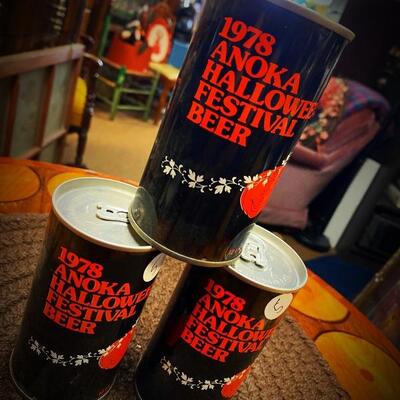 1978
ANOKA
HALLOWE
FESTIVAL
BEER
1978
ANOKA
HALLOWE
FESTIVAL
BEER
1978
ANOKA
HALLOWE
FESTIVAL
BEER